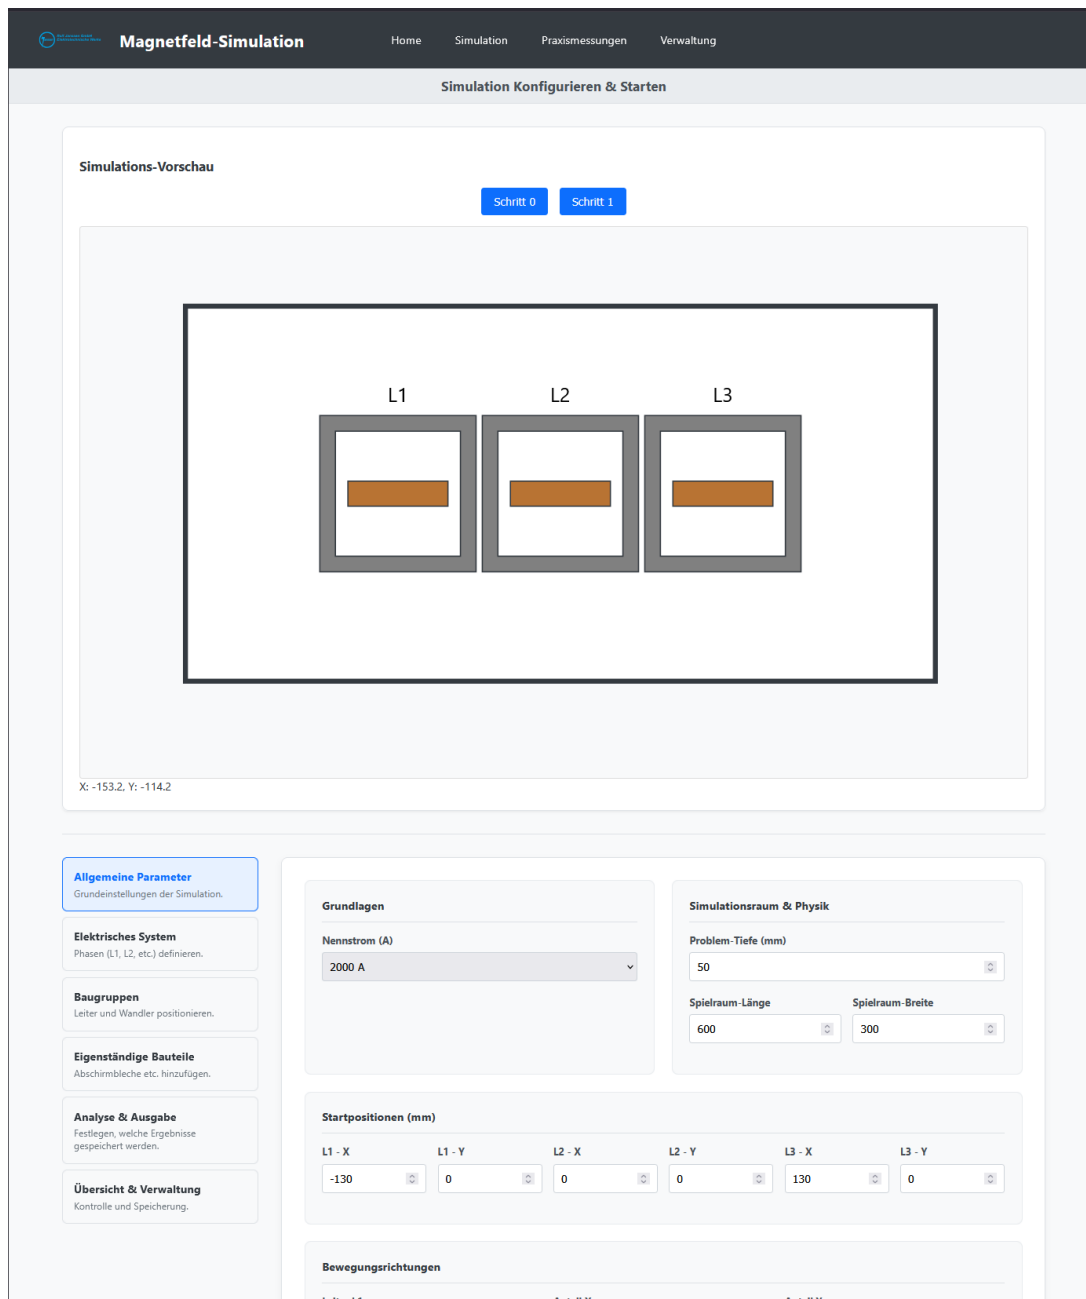 Magnetfeld-Simulation
Home Simulation Praxismessungen Verwaltung
Simulation Konfigurieren & Starten
Simulations-Vorschau
Schritt 0 Schritt 1
L1 L2 L3
X: -153.2, Y: -114.2
Allgemeine Parameter
Grundeinstellungen der Simulation.
Elektrisches System
Phasen (L1, L2, etc.) definieren.
Baugruppen
Leiter und Wandler positionieren.
Eigenständige Bauteile
Abschirmbleche etc. hinzufügen.
Analyse & Ausgabe
Festlegen, welche Ergebnisse
gespeichert werden.
Übersicht & Verwaltung
Kontrolle und Speicherung.
Grundlagen
Nennstrom (A)
2000 A
Simulationsraum & Physik
Problem-Tiefe (mm)
50
Spielraum-Länge Spielraum-Breite
600 300
Startpositionen (mm)
L1 - X L1 - Y L2 - X L2 - Y L3 - X L3 - Y
-130 0 0 0 130 0
Bewegungsrichtungen